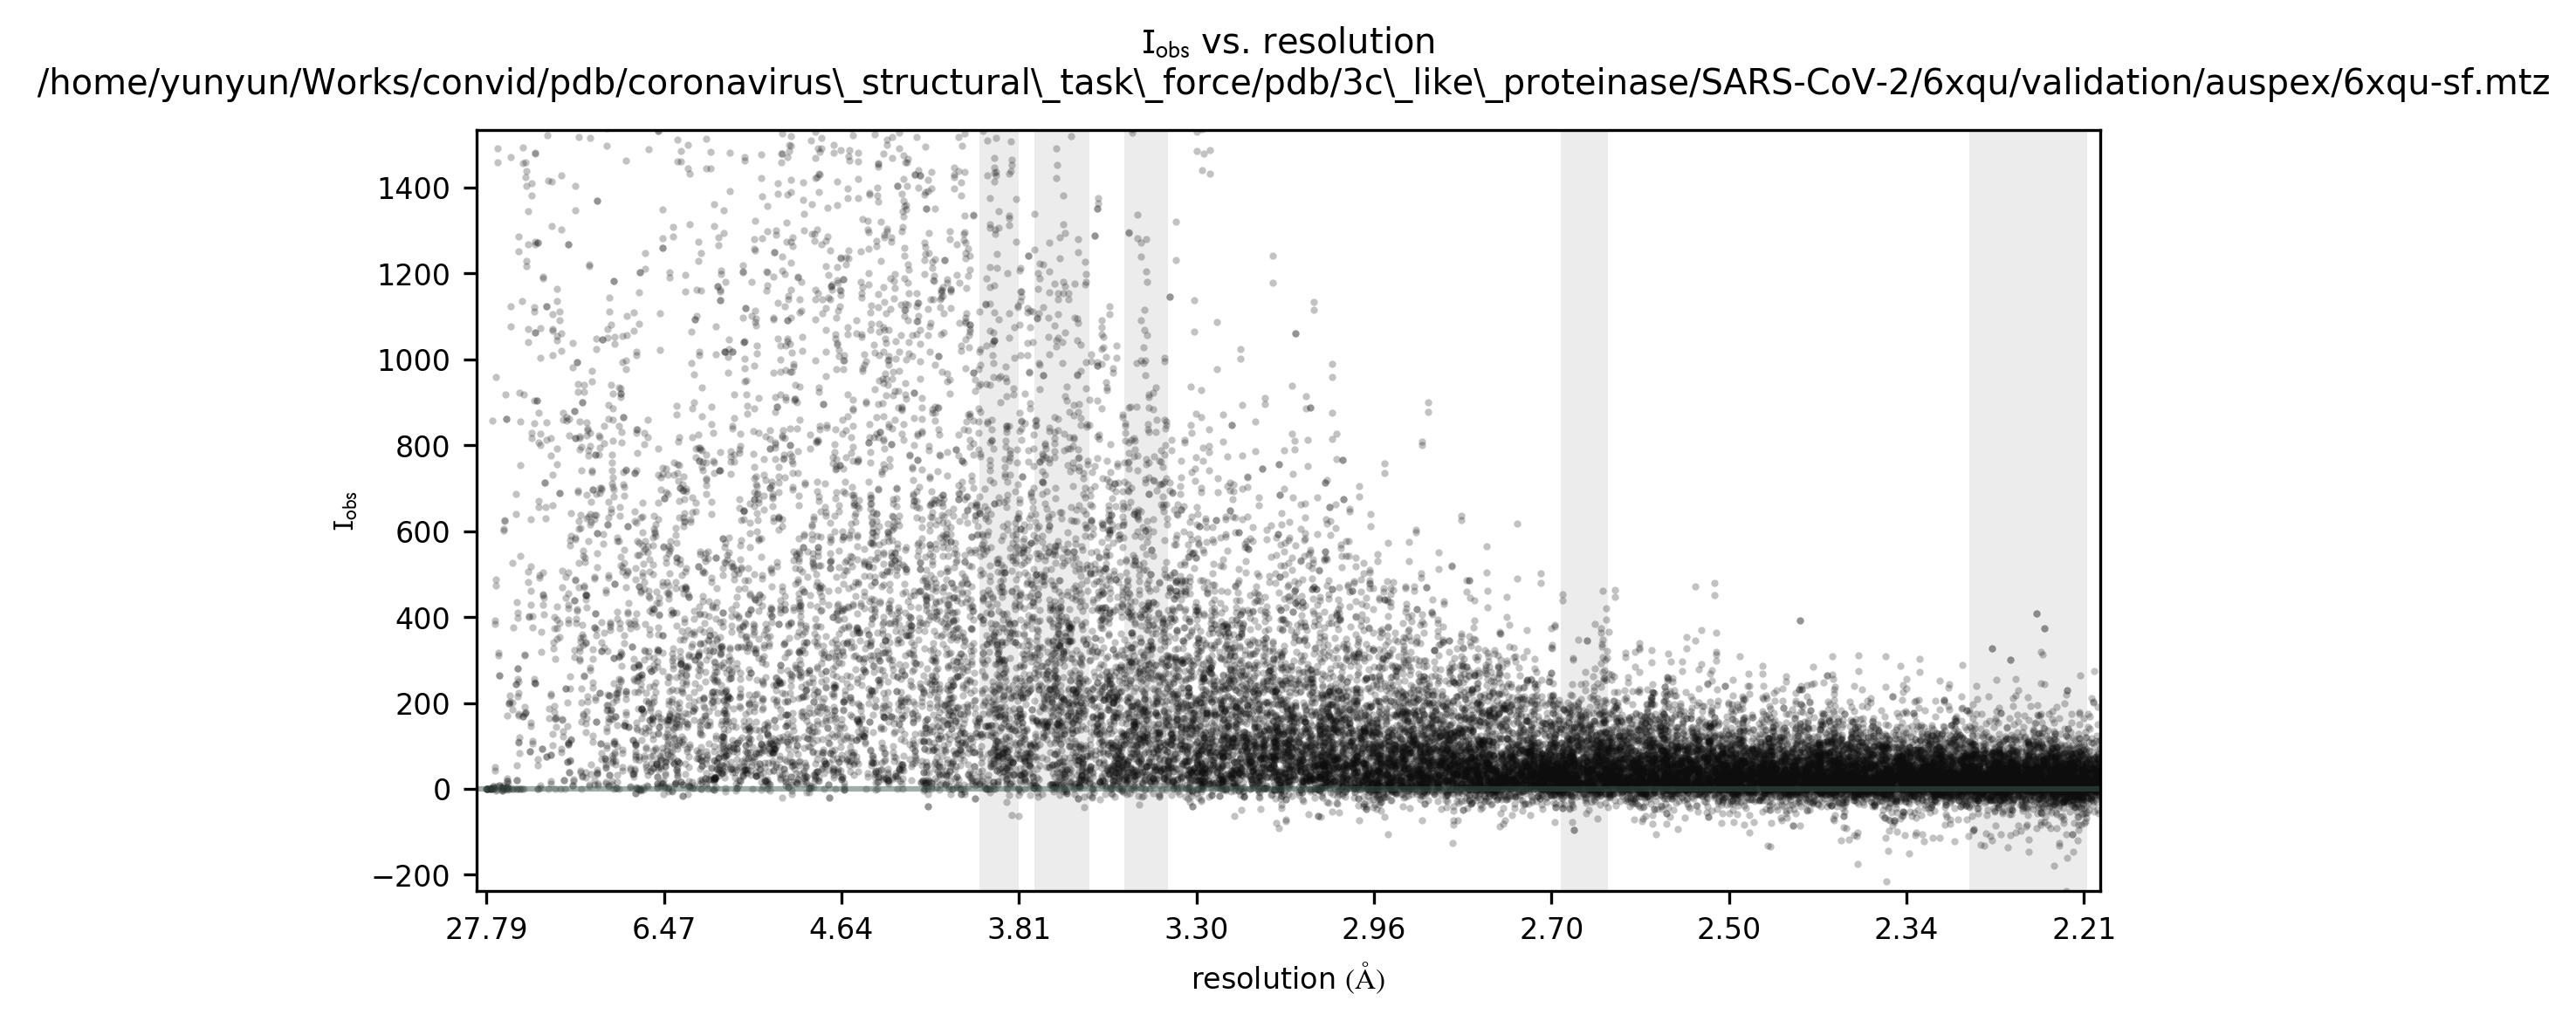 Iobs vs. resolution
/home/yunyun/Works/convid/pdb/coronavirus\_structural\_task\_force/pdb/3c\_like\_proteinase/SARS-CoV-2/6xqu/validation/auspex/6xqu-sf.mtz
1400
1200
1000
800
600
400
200
0
−200
Iobs
27.79 6.47 4.64 3.81 3.30 2.96 2.70 2.50 2.34 2.21
resolution (Å)